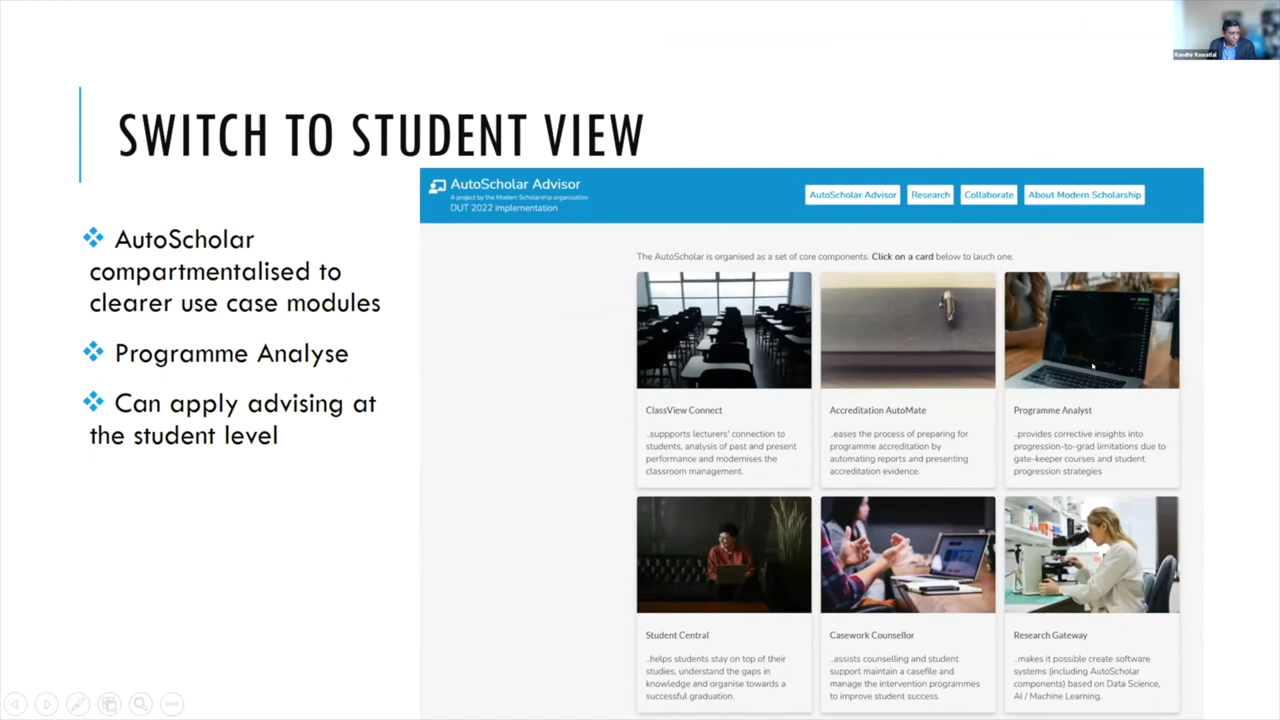 Randhir Rawatlal
SWITCH TO STUDENT VIEW
AutoScholar
compartmentalised to
clearer use case modules
Programme Analyse
Can apply advising at
the student level
AutoScholar Advisor
A project by the Modern Scholarship organisation
DUT 2022 implementation
AutoScholar Advisor
Research
Collaborate
About Modern Scholarship
The AutoScholar is organised as a set of core components. Click on a card below to lauch one.
ClassView Connect
..suppports lecturers' connection to
students, analysis of past and present
performance and modernises the
classroom management.
Accreditation AutoMate
..eases the process of preparing for
programme accreditation by
automating reports and presenting
accreditation evidence.
Programme Analyst
..provides corrective insights into
progression-to-grad limitations due to
gate-keeper courses and student
progression strategies
Student Central
..helps students stay on top of their
studies, understand the gaps in
knowledge and organise towards a
successful graduation.
Casework Counsellor
..assists counselling and student
support maintain a casefile and
manage the intervention programmes
to improve student success.
Research Gateway
..makes it possible create software
systems (including AutoScholar
components) based on Data Science,
AI / Machine Learning.